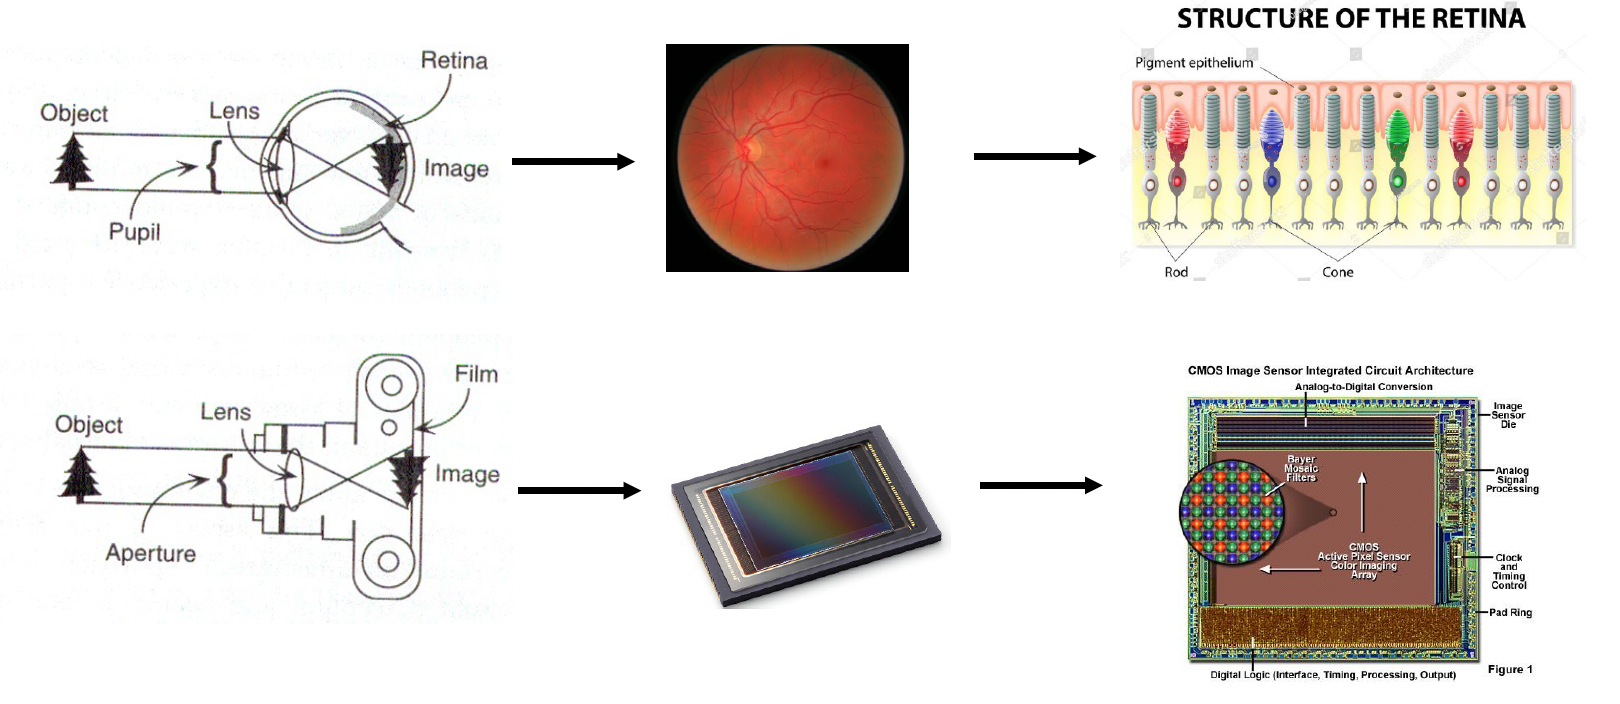 STRUCTURE OF THE RETINA
Retina
Object
Lens
Image
Pupil
Pigment epithelium
Rod
Cone
Film
Lens
Object
Image
Aperture
CMOS Image Sensor Integrated Circuit Architecture
Analog-to-Digital Conversion
Image
Sensor
Die
Bayer
Mosaic
Filters
Analog
Signal
Processing
CMOS
Active Pixel Sensor
Color Imaging
Array
Clock
and
Timing
Control
Pad Ring
Figure 1
Digital Logic (Interface, Timing, Processing, Output)